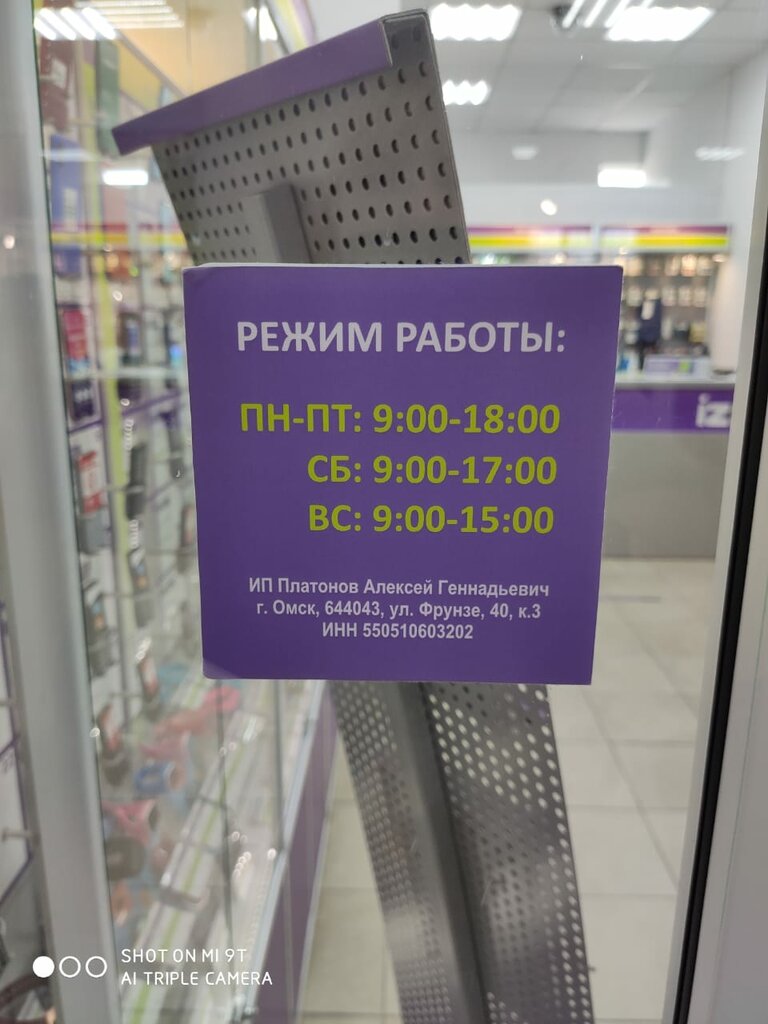 РЕЖИМ РАБОТЫ:
ПН-ПТ: 9:00-18:00
СБ: 9:00-17:00
ВС: 9:00-15:00
ИП Платонов Алексей Геннадьевич
г. Омск, 644043, ул. Фрунзе, 40, к.3
ИНН 550510603202
iz
SHOT ON MI 9T
AI TRIPLE CAMERA